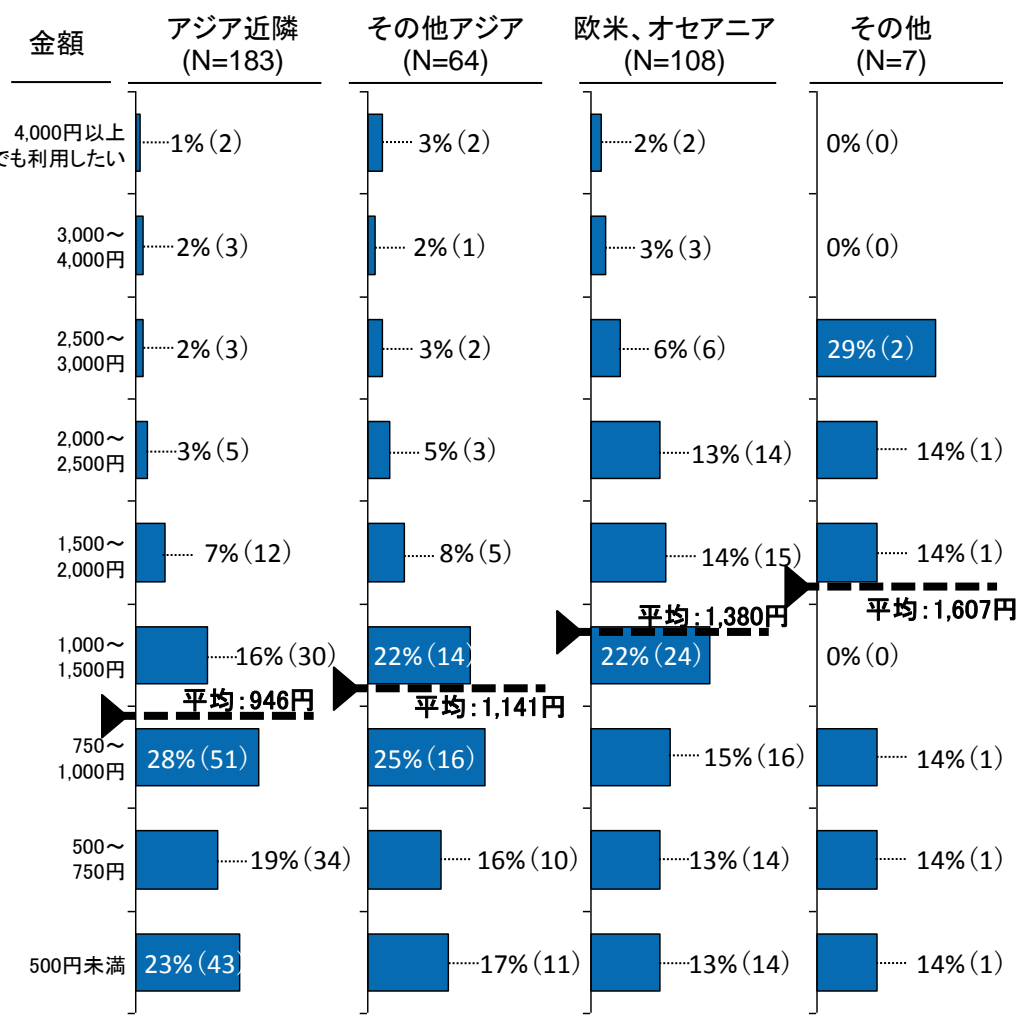 金額
アジア近隣
(N=183)
その他アジア
(N=64)
欧米、オセアニア
(N=108)
その他
(N=7)
4,000円以上
でも利用したい
1%(2)
3%(2)
2%(2)
0%(0)
3,000～
4,000円
2%(3)
2%(1)
3%(3)
0%(0)
2,500～
3,000円
2%(3)
3%(2)
6%(6)
29%(2)
2,000～
2,500円
3%(5)
5%(3)
13%(14)
14%(1)
1,500～
2,000円
7%(12)
8%(5)
14%(15)
14%(1)
平均：1,380円
平均：1,607円
1,000～
1,500円
16%(30)
22%(14)
22%(24)
0%(0)
平均：946円
平均：1,141円
750～
1,000円
28%(51)
25%(16)
15%(16)
14%(1)
500～
750円
19%(34)
16%(10)
13%(14)
14%(1)
500円未満
23%(43)
17%(11)
13%(14)
14%(1)